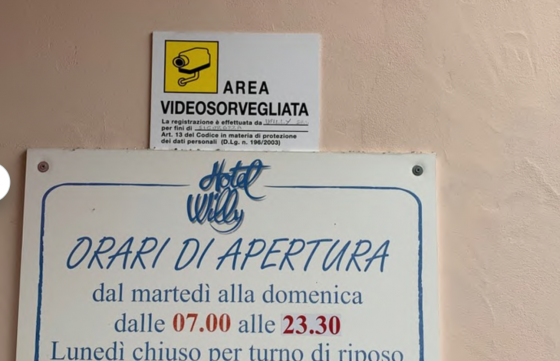 AREA
VIDEOSORVEGLIATA
La registrazione è effettuata da
per fini di
Art. 13 del Codice in materia di protezione
dei dati personali (D.Lg. n. 196/2003)
Hotel
Willy
ORARI DI APERTURA
dal martedì alla domenica
dalle 07.00 alle 23.30
Lunedì chiuso per turno di riposo